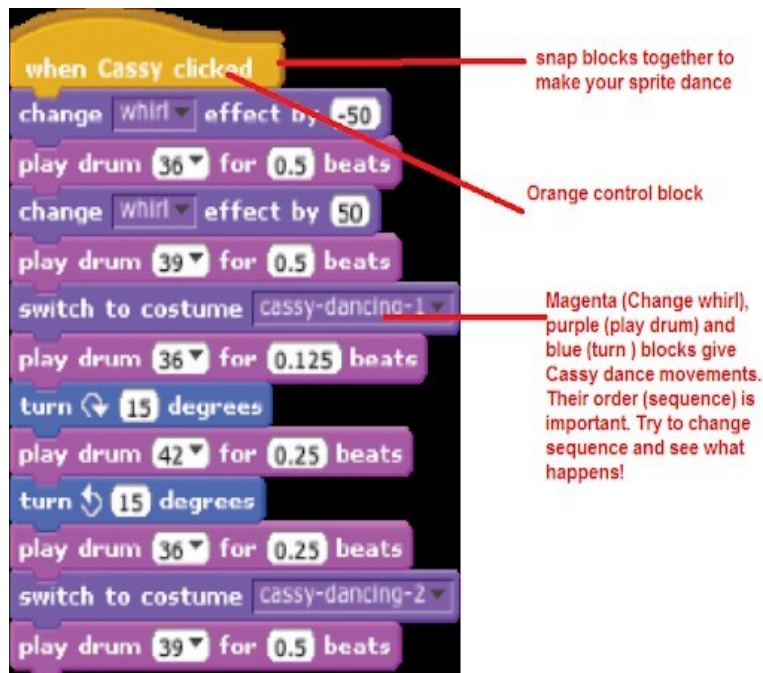 when Cassy clicked
change whirl effect by -50
play drum 36 for 0.5 beats
change whirl effect by 50
play drum 39 for 0.5 beats
switch to costume cassy-dancing-1
play drum 36 for 0.125 beats
turn 15 degrees
play drum 42 for 0.25 beats
turn 15 degrees
play drum 36 for 0.25 beats
switch to costume cassy-dancing-2
play drum 39 for 0.5 beats
snap blocks together to
make your sprite dance
Orange control block
Magenta (Change whirl),
purple (play drum) and
blue (turn ) blocks give
Cassy dance movements.
Their order (sequence) is
important. Try to change
sequence and see what
happens!